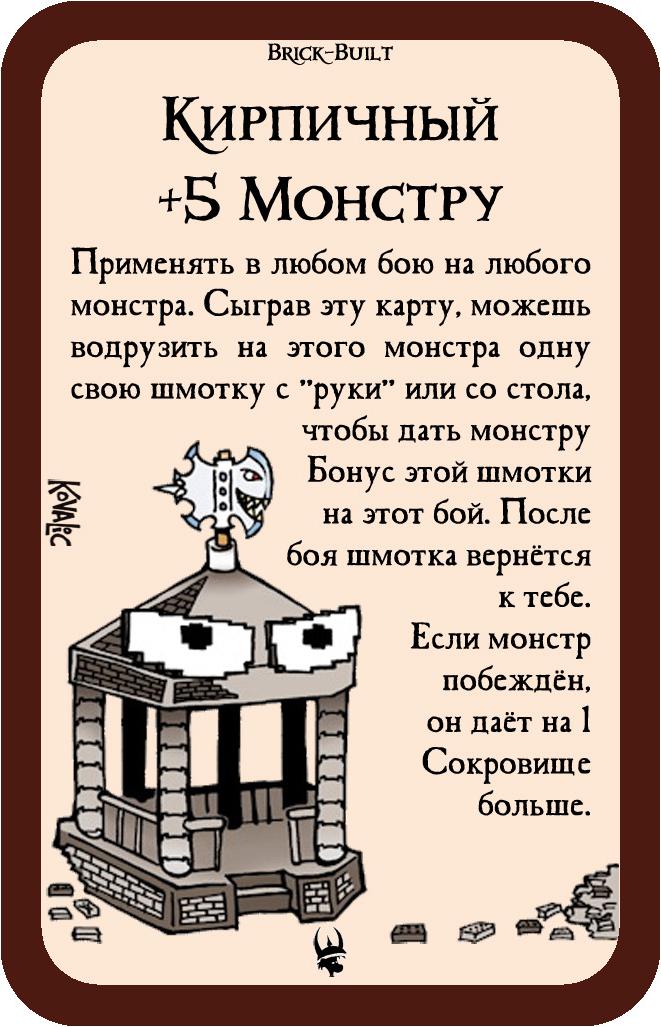 Brick-Built
Кирпичный
+5 Монстру
Применять в любом бою на любого
монстра. Сыграв эту карту, можешь
водрузить на этого монстра одну
свою шмотку с "руки" или со стола,
чтобы дать монстру
Бонус этой шмотки
на этот бой. После
боя шмотка вернётся
к тебе.
Если монстр
побеждён,
он даёт на 1
Сокровище
больше.
Kovalic